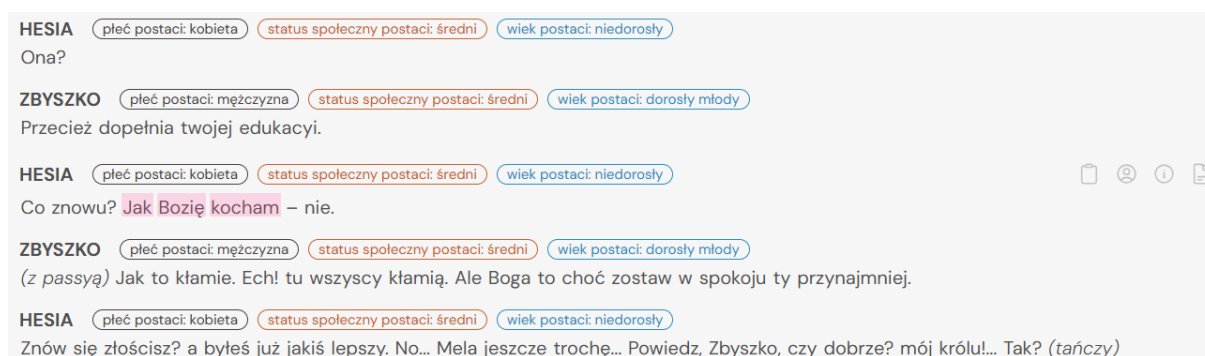 HESIA płeć postaci: kobieta status społeczny postaci: średni wiek postaci: niedorosły
Ona?
ZBYSZKO płeć postaci: mężczyzna status społeczny postaci: średni wiek postaci: dorosły młody
Przecież dopełnia twojej edukacyi.
HESIA płeć postaci: kobieta status społeczny postaci: średni wiek postaci: niedorosły
Co znowu? Jak Bozię kocham – nie.
ZBYSZKO płeć postaci: mężczyzna status społeczny postaci: średni wiek postaci: dorosły młody
(z passyą) Jak to kłamie. Ech! tu wszyscy kłamią. Ale Boga to choć zostaw w spokoju ty przynajmniej.
HESIA płeć postaci: kobieta status społeczny postaci: średni wiek postaci: niedorosły
Znów się złościsz? a byłeś już jakiś lepszy. No... Mela jeszcze trochę... Powiedz, Zbyszko, czy dobrze? mój królu!... Tak? (tańczy)